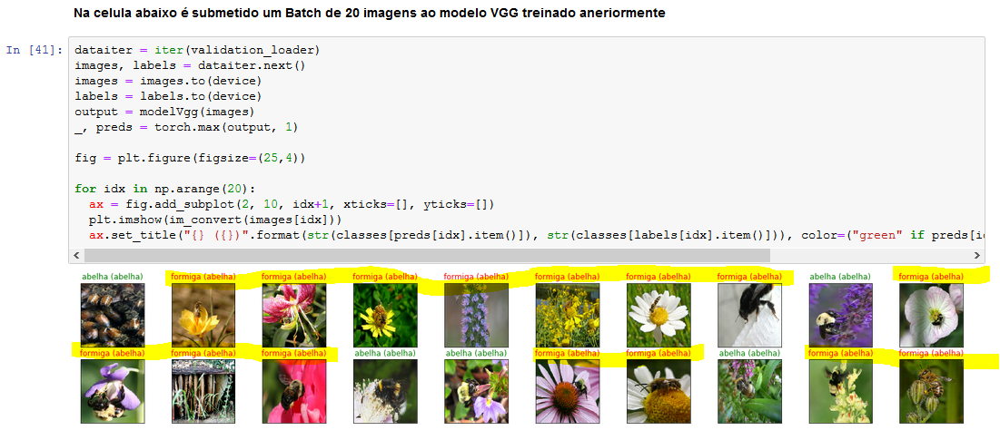 Na celula abaixo é submetido um Batch de 20 imagens ao modelo VGG treinado aneriormente
In [41]:
dataiter = iter(validation_loader)
images, labels = dataiter.next()
images = images.to(device)
labels = labels.to(device)
output = modelVgg(images)
_, preds = torch.max(output, 1)
fig = plt.figure(figsize=(25,4))
for idx in np.arange(20):
ax = fig.add_subplot(2, 10, idx+1, xticks=[], yticks=[])
plt.imshow(im_convert(images[idx]))
ax.set_title("{} ({})".format(str(classes[preds[idx].item()]), str(classes[labels[idx].item()])), color=("green" if preds[i
abelha (abelha) formiga (abelha) formiga (abelha) formiga (abelha) formiga (abelha) formiga (abelha) formiga (abelha) formiga (abelha) abelha (abelha) formiga (abelha)
formiga (abelha) formiga (abelha) formiga (abelha) abelha (abelha) abelha (abelha) formiga (abelha) formiga (abelha) abelha (abelha) formiga (abelha) formiga (abelha)